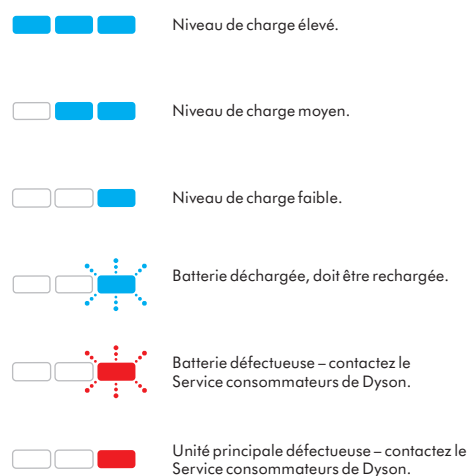 Niveau de charge élevé.
Niveau de charge moyen.
Niveau de charge faible.
Batterie déchargée, doit être rechargée.
Batterie défectueuse – contactez le
Service consommateurs de Dyson.
Unité principale défectueuse – contactez le
Service consommateurs de Dyson.